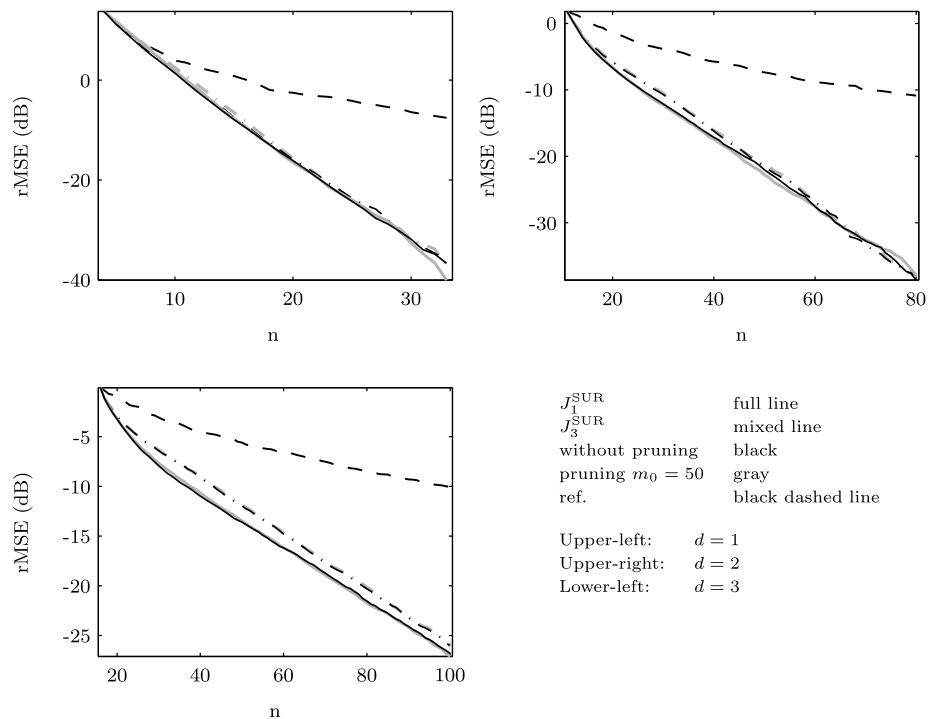 rMSE (dB)
0
-20
-40
10
20
30
n
rMSE (dB)
0
-10
-20
-30
20
40
60
80
n
rMSE (dB)
-5
-10
-15
-20
-25
20
40
60
80
100
n
J_1^SUR full line
J_3^SUR mixed line
without pruning black
pruning m_0 = 50 gray
ref. black dashed line
Upper-left: d = 1
Upper-right: d = 2
Lower-left: d = 3